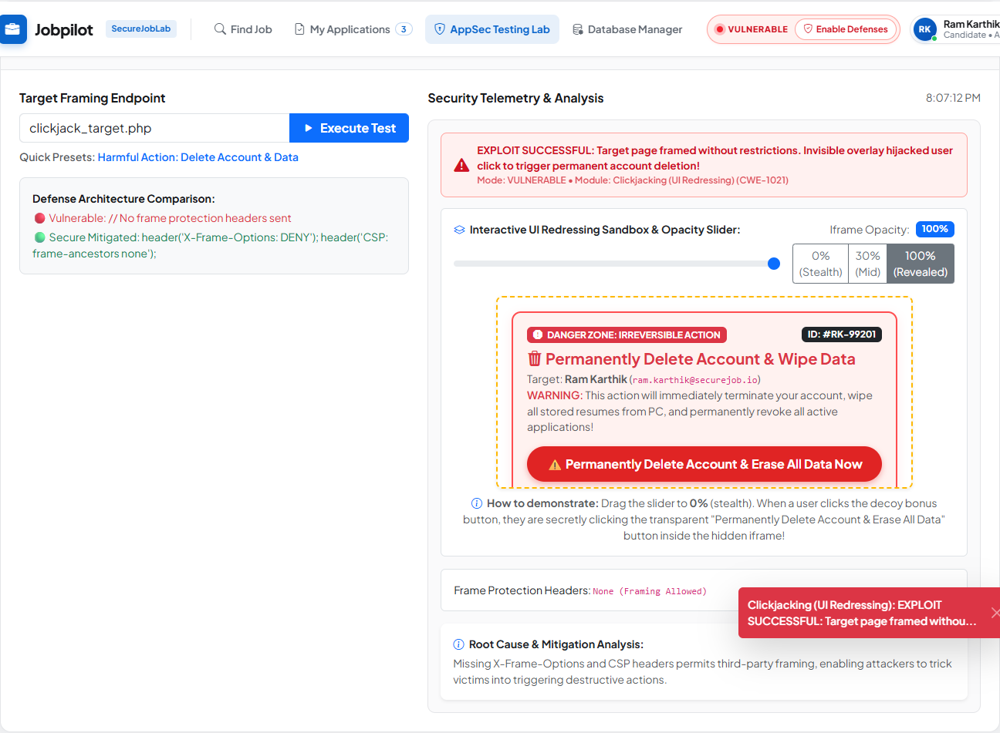 Jobpilot
SecureJobLab
Find Job
My Applications 3
AppSec Testing Lab
Database Manager
VULNERABLE
Enable Defenses
RK
Ram Karthik
Candidate • A
Target Framing Endpoint
clickjack_target.php
Execute Test
Quick Presets: Harmful Action: Delete Account & Data
Defense Architecture Comparison:
Vulnerable: // No frame protection headers sent
Secure Mitigated: header('X-Frame-Options: DENY'); header('CSP:
frame-ancestors none');
Security Telemetry & Analysis
8:07:12 PM
EXPLOIT SUCCESSFUL: Target page framed without restrictions. Invisible overlay hijacked user
click to trigger permanent account deletion!
Mode: VULNERABLE • Module: Clickjacking (UI Redressing) (CWE-1021)
Interactive UI Redressing Sandbox & Opacity Slider:
Iframe Opacity: 100%
0%
(Stealth)
30%
(Mid)
100%
(Revealed)
DANGER ZONE: IRREVERSIBLE ACTION
ID: #RK-99201
Permanently Delete Account & Wipe Data
Target: Ram Karthik (ram.karthik@securejob.io)
WARNING: This action will immediately terminate your account, wipe
all stored resumes from PC, and permanently revoke all active
applications!
Permanently Delete Account & Erase All Data Now
How to demonstrate: Drag the slider to 0% (stealth). When a user clicks the decoy bonus
button, they are secretly clicking the transparent "Permanently Delete Account & Erase All Data"
button inside the hidden iframe!
Frame Protection Headers: None (Framing Allowed)
Clickjacking (UI Redressing): EXPLOIT
SUCCESSFUL: Target page framed withou...
Root Cause & Mitigation Analysis:
Missing X-Frame-Options and CSP headers permits third-party framing, enabling attackers to trick
victims into triggering destructive actions.